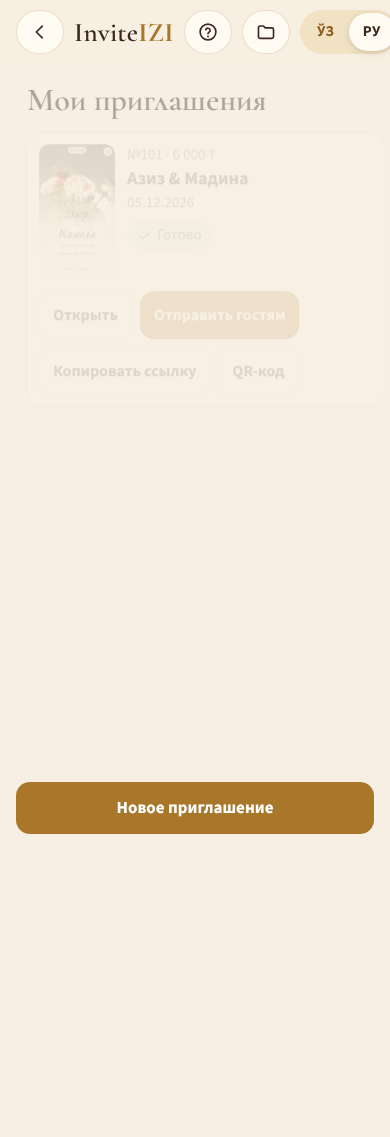 InviteIZI
ЎЗ
РУ
Мои приглашения
№101 · 6 000 T
Азиз & Мадина
05.12.2026
Готово
Камола
Открыть
Отправить гостям
Копировать ссылку
QR-код
Новое приглашение